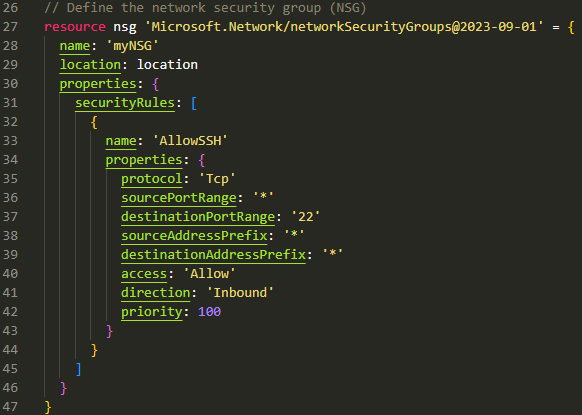 26 // Define the network security group (NSG)
27 resource nsg 'Microsoft.Network/networkSecurityGroups@2023-09-01' = {
28   name: 'myNSG'
29   location: location
30   properties: {
31     securityRules: [
32       {
33         name: 'AllowSSH'
34         properties: {
35           protocol: 'Tcp'
36           sourcePortRange: '*'
37           destinationPortRange: '22'
38           sourceAddressPrefix: '*'
39           destinationAddressPrefix: '*'
40           access: 'Allow'
41           direction: 'Inbound'
42           priority: 100
43         }
44       }
45     ]
46   }
47 }